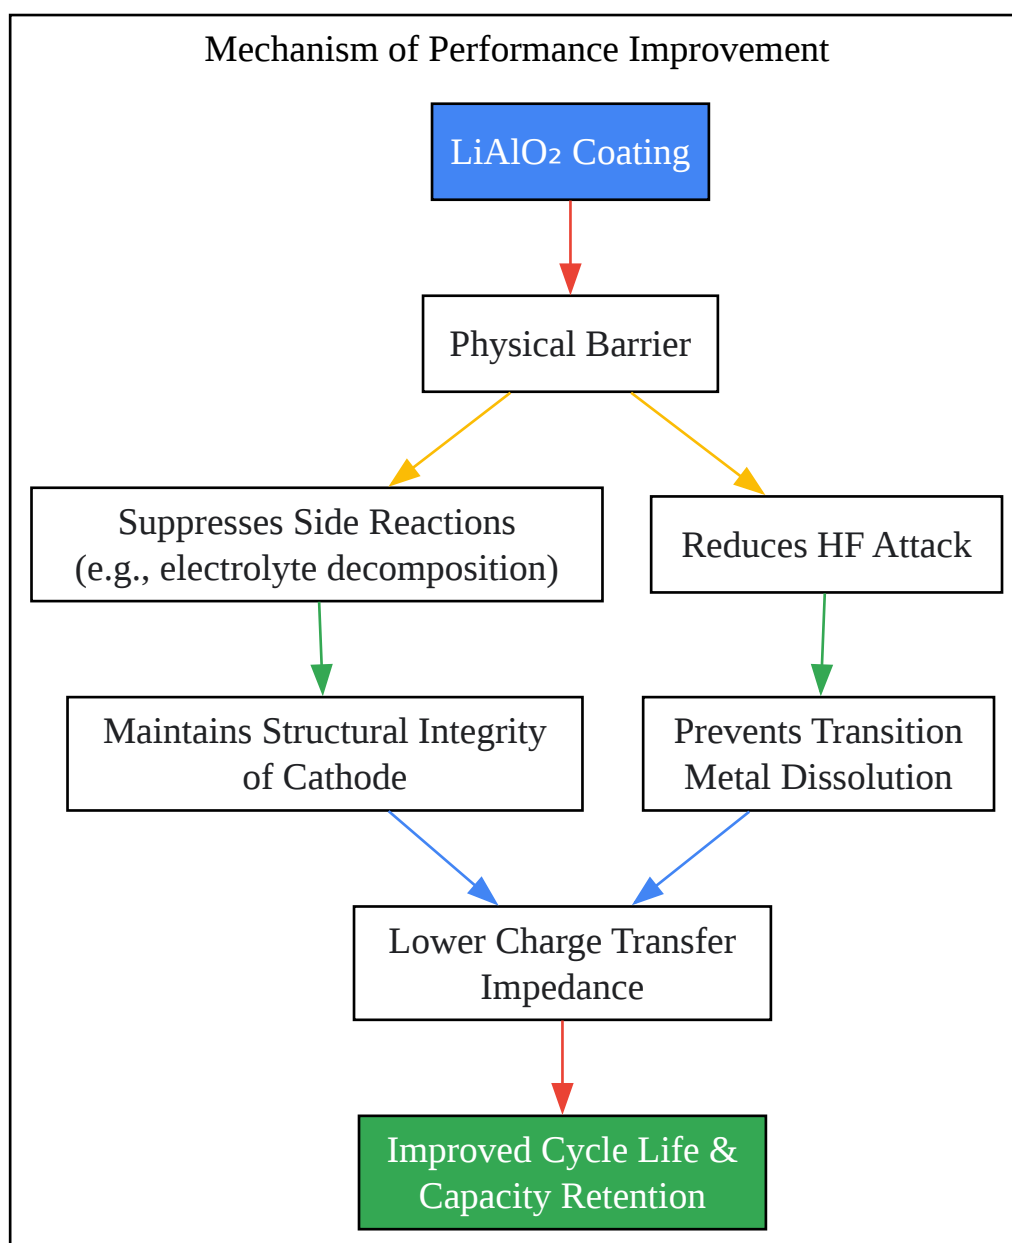 Mechanism of Performance Improvement
LiAlO₂ Coating
Physical Barrier
Suppresses Side Reactions
(e.g., electrolyte decomposition)
Reduces HF Attack
Maintains Structural Integrity
of Cathode
Prevents Transition
Metal Dissolution
Lower Charge Transfer
Impedance
Improved Cycle Life &
Capacity Retention